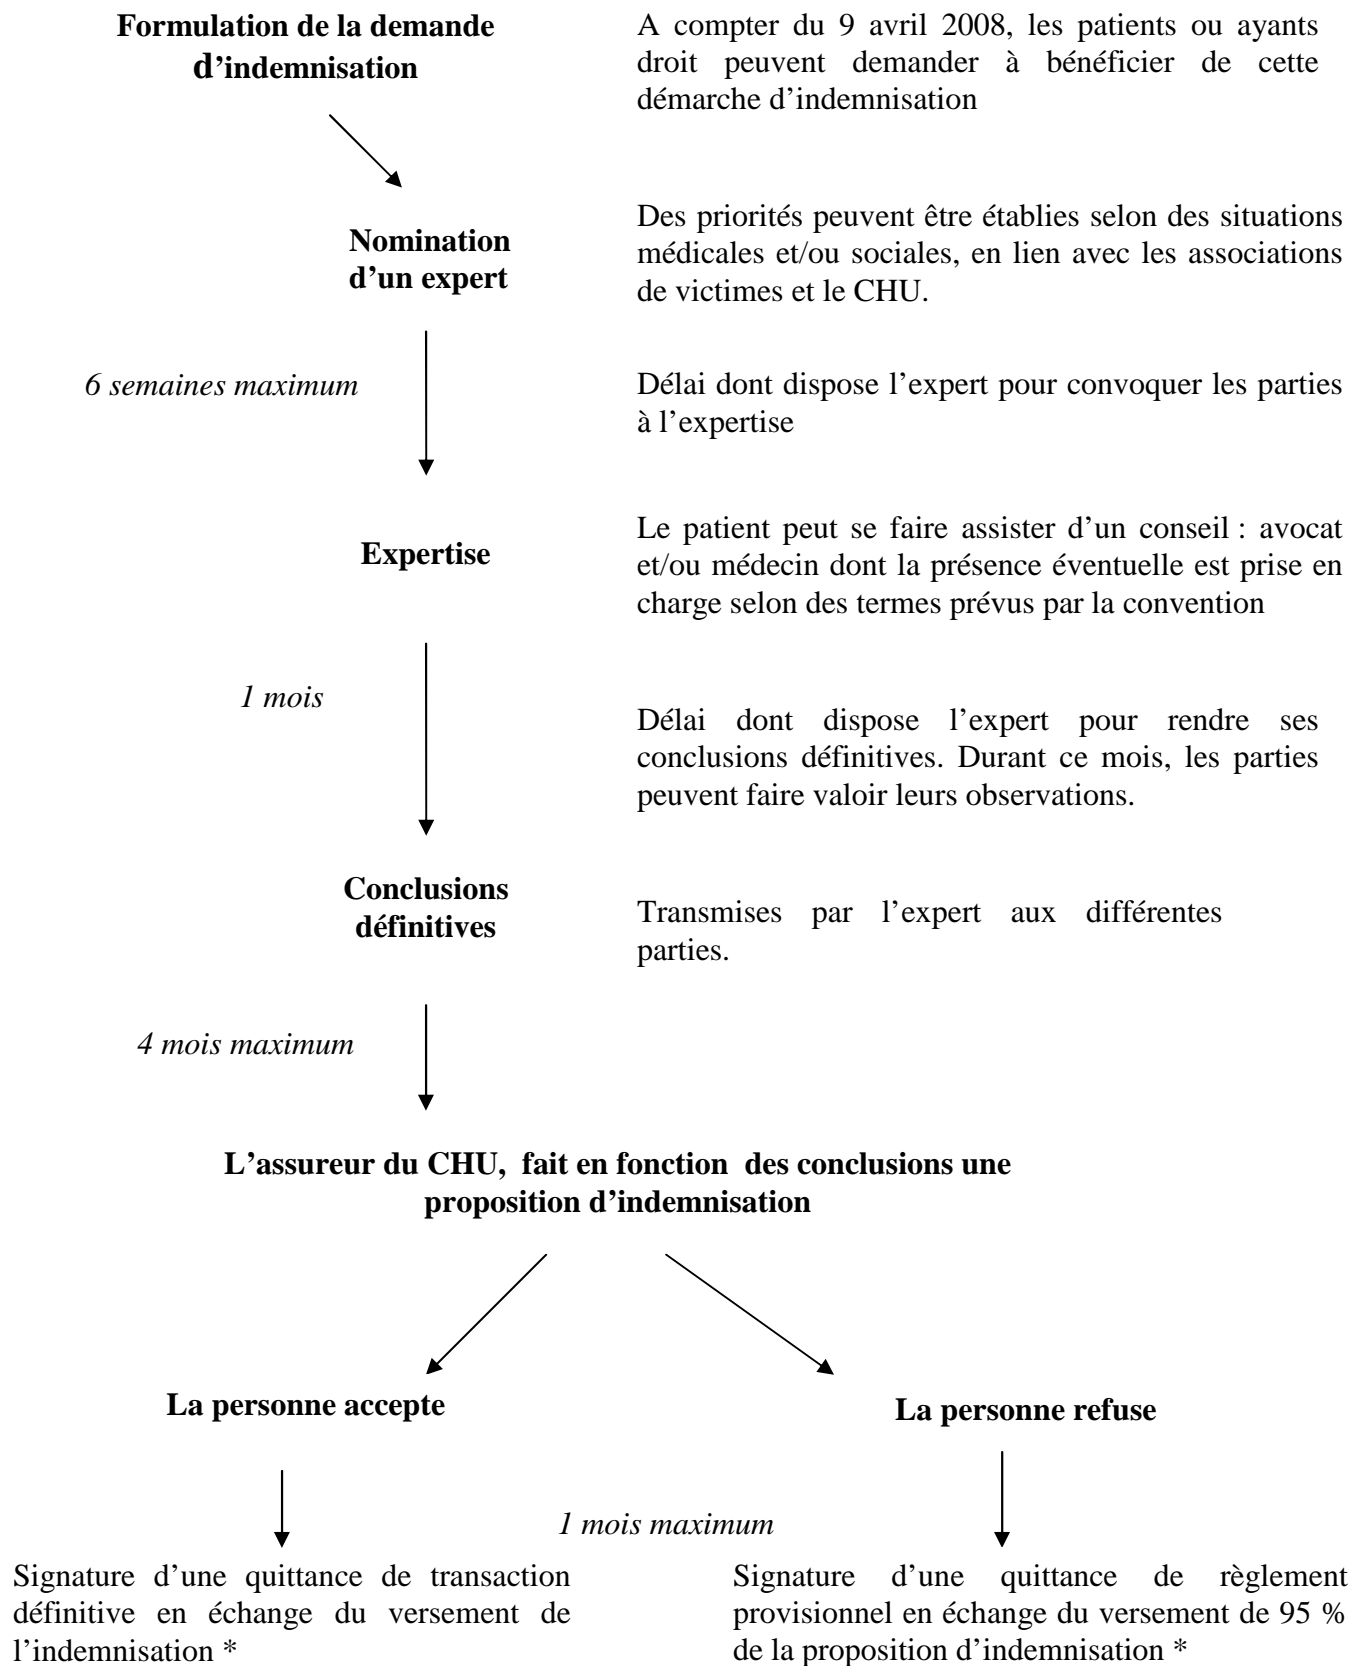 Formulation de la demande
d’indemnisation
A compter du 9 avril 2008, les patients ou ayants
droit peuvent demander à bénéficier de cette
démarche d’indemnisation
Nomination
d’un expert
Des priorités peuvent être établies selon des situations
médicales et/ou sociales, en lien avec les associations
de victimes et le CHU.
6 semaines maximum
Délai dont dispose l’expert pour convoquer les parties
à l’expertise
Expertise
Le patient peut se faire assister d’un conseil : avocat
et/ou médecin dont la présence éventuelle est prise en
charge selon des termes prévus par la convention
1 mois
Délai dont dispose l’expert pour rendre ses
conclusions définitives. Durant ce mois, les parties
peuvent faire valoir leurs observations.
Conclusions
définitives
Transmises par l’expert aux différentes
parties.
4 mois maximum
L’assureur du CHU, fait en fonction des conclusions une
proposition d’indemnisation
La personne accepte
La personne refuse
1 mois maximum
Signature d’une quittance de transaction
définitive en échange du versement de
l’indemnisation *
Signature d’une quittance de règlement
provisionnel en échange du versement de 95 %
de la proposition d’indemnisation *